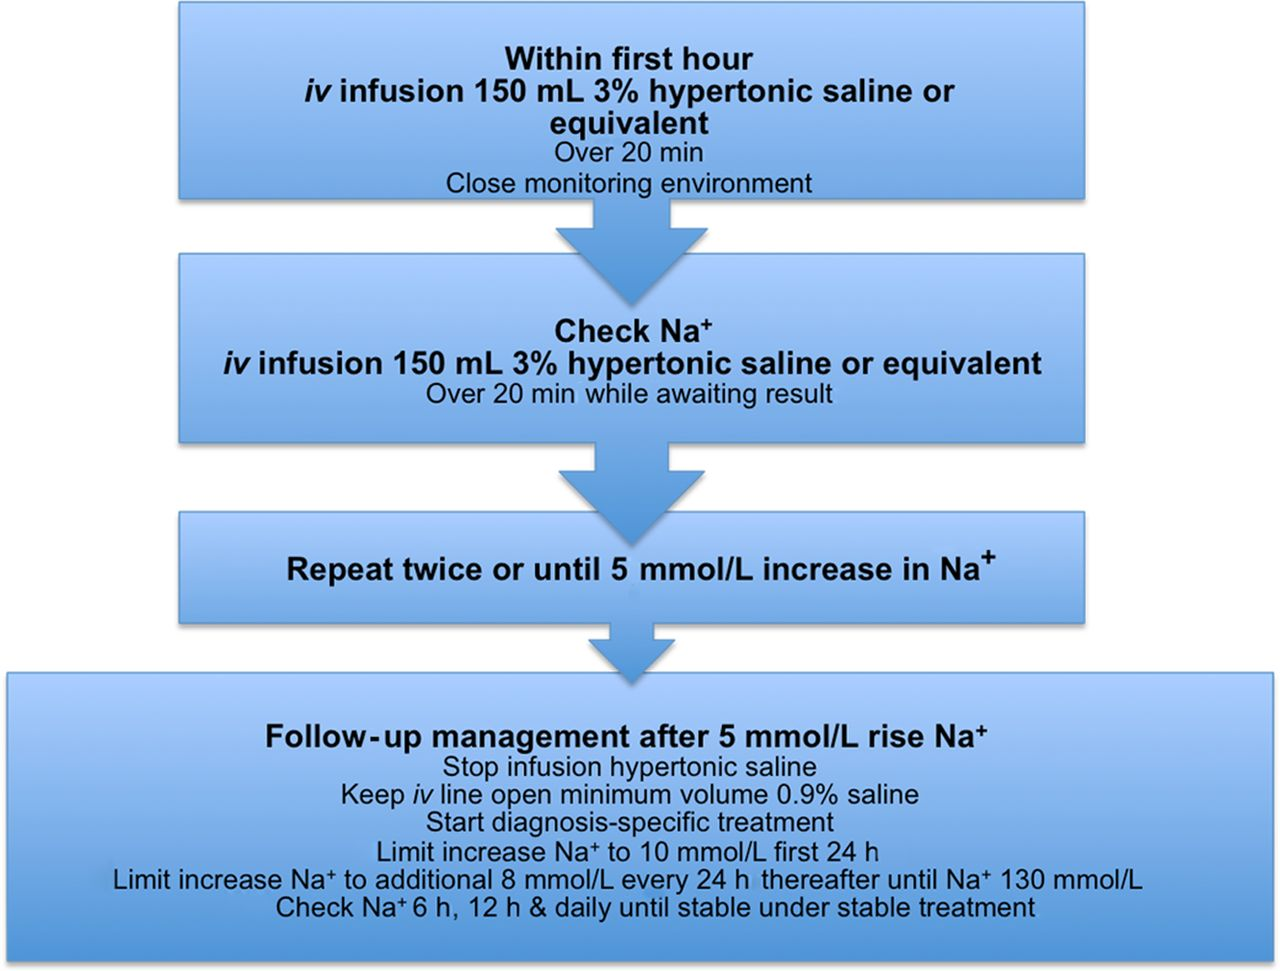 Within first hour
iv infusion 150 mL 3% hypertonic saline or
equivalent
Over 20 min
Close monitoring environment
Check Na⁺
iv infusion 150 mL 3% hypertonic saline or equivalent
Over 20 min while awaiting result
Repeat twice or until 5 mmol/L increase in Na⁺
Follow-up management after 5 mmol/L rise Na⁺
Stop infusion hypertonic saline
Keep iv line open minimum volume 0.9% saline
Start diagnosis-specific treatment
Limit increase Na⁺ to 10 mmol/L first 24 h
Limit increase Na⁺ to additional 8 mmol/L every 24 h thereafter until Na⁺ 130 mmol/L
Check Na⁺ 6 h, 12 h & daily until stable under stable treatment